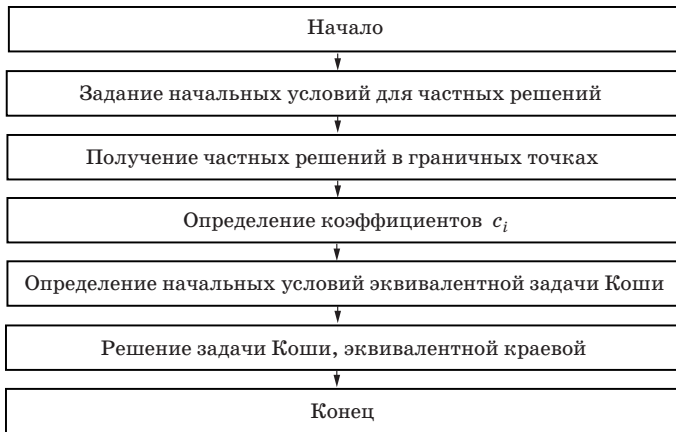 Начало
Задание начальных условий для частных решений
Получение частных решений в граничных точках
Определение коэффициентов c_i
Определение начальных условий эквивалентной задачи Коши
Решение задачи Коши, эквивалентной краевой
Конец